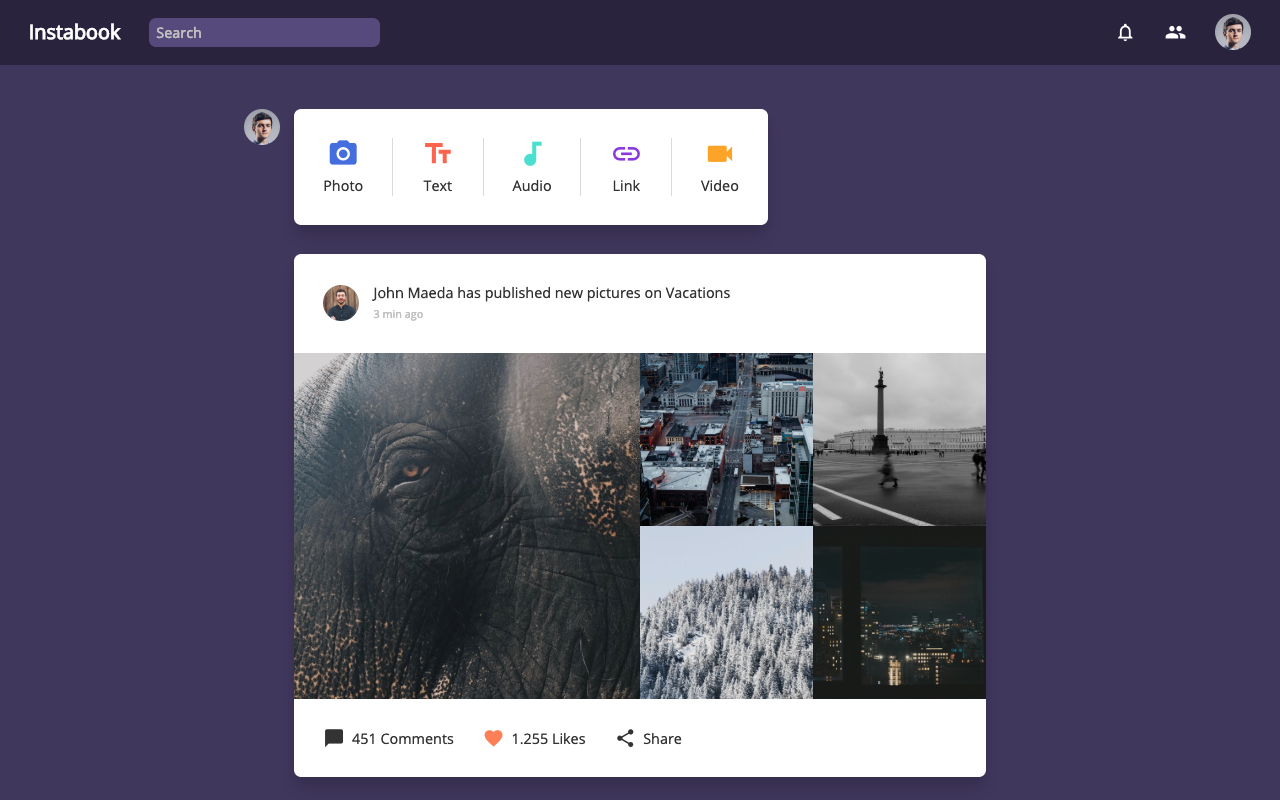 Instabook
Search
Photo
Text
Audio
Link
Video
John Maeda has published new pictures on Vacations
3 min ago
451 Comments
1.255 Likes
Share